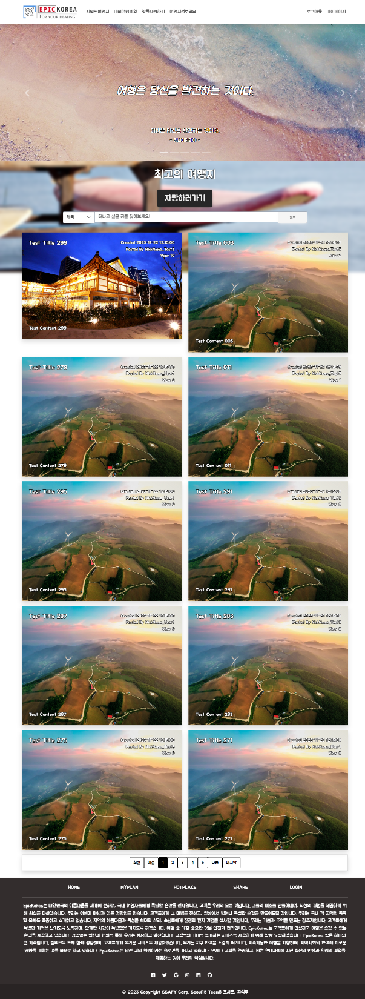 EPICKOREA
FOR YOUR HEALING
지역별여행지 나의여행계획 핫플자랑하기 여행지정보공유
로그아웃 마이페이지
여행은 당신을 발견하는 것이다.
여행은 당신을 발견하는 것이다.
최고의 여행지
자랑하러가기
제목
떠나고 싶은 곳을 찾아보세요!
검색
Test Title 299
Created 2023-11-22 12:15:00
Posted By NickName_Test3
View 10
Test Content 299
Test Title 003
Created 2023-11-22 12:14:59
Posted By NickName_Test3
View 3
Test Content 003
Test Title 279
Created 2023-11-22 12:15:00
Posted By NickName_User1
View 2
Test Content 279
Test Title 011
Created 2023-11-22 12:14:59
Posted By NickName_Test3
View 1
Test Content 011
Test Title 295
Created 2023-11-22 12:15:00
Posted By NickName_User1
View 0
Test Content 295
Test Title 291
Created 2023-11-22 12:15:00
Posted By NickName_Test3
View 0
Test Content 291
Test Title 287
Created 2023-11-22 12:15:00
Posted By NickName_User1
View 0
Test Content 287
Test Title 283
Created 2023-11-22 12:15:00
Posted By NickName_Test3
View 0
Test Content 283
Test Title 275
Created 2023-11-22 12:15:00
Posted By NickName_Test3
View 0
Test Content 275
Test Title 271
Created 2023-11-22 12:15:00
Posted By NickName_User1
View 0
Test Content 271
최신 이전 1 2 3 4 5 다음 마지막
HOME MYPLAN HOTPLACE SHARE LOGIN
EpicKorea는 대한민국의 아름다움을 세계에 전하며, 국내 여행자들에게 특별한 순간을 선사합니다. 고객은 우리의 모든 것입니다. 그들의 미소를 만들어내며, 최상의 경험을 제공하기 위
해 최선을 다하겠습니다. 우리는 여행이 마법과 같은 경험임을 믿습니다. 고객들에게 그 마법을 전하고, 일상에서 벗어나 특별한 순간을 만들어드릴 것입니다. 우리는 국내 각 지역의 독특
한 문화를 존중하고 소개하고 있습니다. 지역의 아름다움과 특성을 최대한 살려, 손님들에게 진정한 현지 경험을 선사할 것입니다. 우리는 기쁨과 추억을 만드는 창조자입니다. 고객들에게
특별한 기억을 남기도록 노력하며, 함께한 시간이 특별함을 가지도록 하겠습니다. 여행 중 가장 중요한 것은 안전과 편의입니다. EpicKorea는 고객들에게 안심하고 여행을 즐길 수 있는
환경을 제공하고 있습니다. 끊임없는 혁신과 변화를 통해 우리는 성장하고 발전합니다. 고객들의 기대를 능가하는 서비스를 제공하기 위해 항상 노력하겠습니다. EpicKorea 팀은 하나의
큰 가족입니다. 팀워크를 통해 함께 성장하며, 고객들에게 놀라운 서비스를 제공하겠습니다. 우리는 지구 환경을 소중히 여기니다. 지속가능한 여행을 지향하며, 지역사회와 환경에 이로운
영향을 끼치는 것을 목표로 하고 있습니다. EpicKorea는 당신 곁의 힐링이라는 슬로건을 가지고 있습니다. 언제나 고객을 환영하고, 바쁜 현대사회에 지친 심신의 안정과 힐링의 경험을
제공하는 것이 우리의 핵심입니다.
© 2023 Copyright SSAFY Corp. Seoul15 Team8 조시훈, 고석주